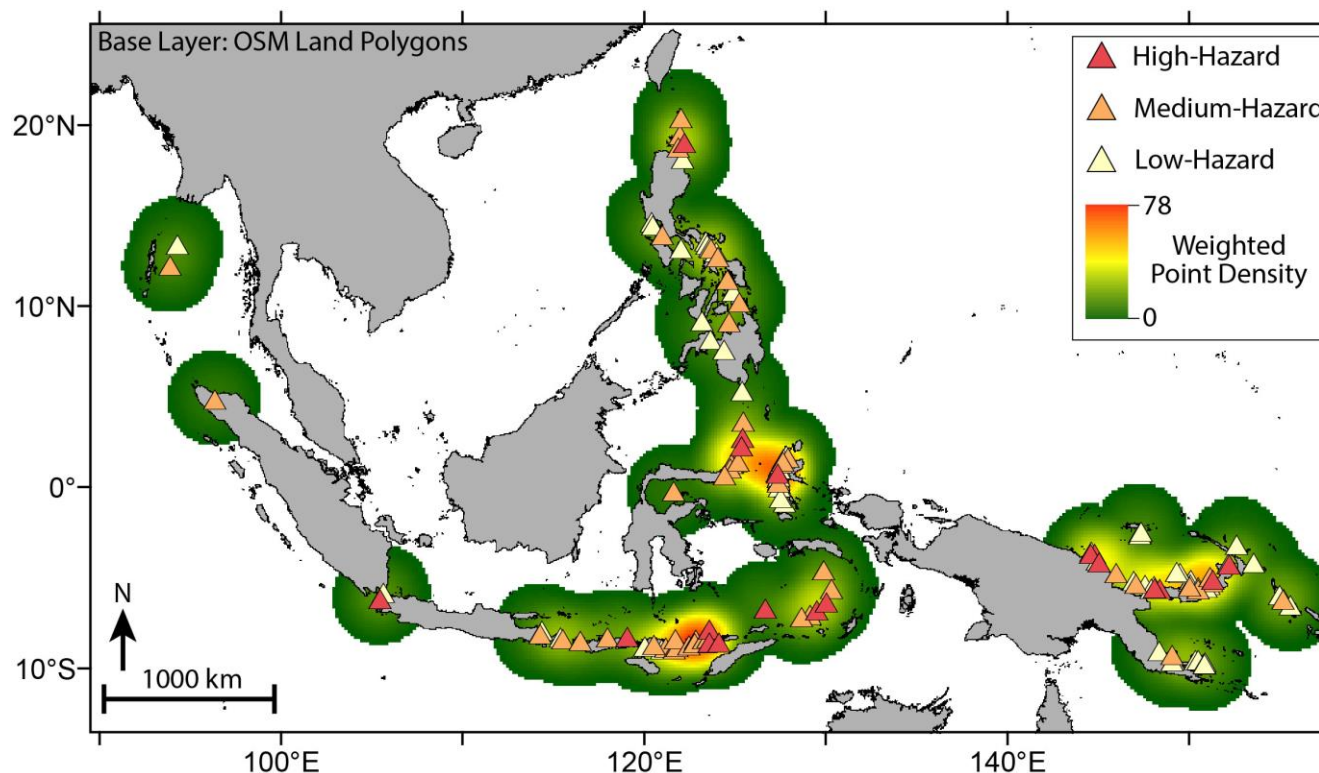 Base Layer: OSM Land Polygons
High-Hazard
Medium-Hazard
Low-Hazard
78
Weighted
Point Density
0
20°N
10°N
0°
10°S
N
1000 km
100°E
120°E
140°E